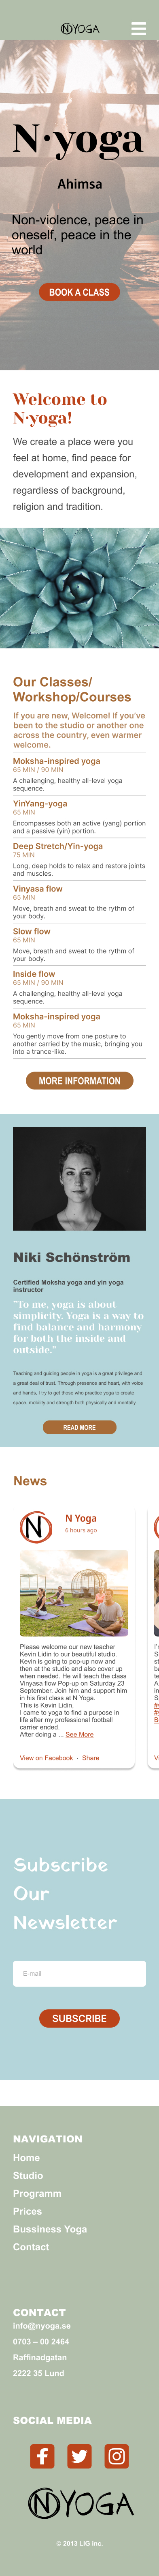 NYOGA
N·yoga
Ahimsa
Non-violence, peace in
oneself, peace in the
world
BOOK A CLASS
Welcome to
N·yoga!
We create a place were you
feel at home, find peace for
development and expansion,
regardless of background,
religion and tradition.
Our Classes/
Workshop/Courses
If you are new, Welcome! If you've
been to the studio or another one
across the country, even warmer
welcome.
Moksha-inspired yoga
65 MIN / 90 MIN
A challenging, healthy all-level yoga
sequence.
YinYang-yoga
65 MIN
Encompasses both an active (yang) portion
and a passive (yin) portion.
Deep Stretch/Yin-yoga
75 MIN
Long, deep holds to relax and restore joints
and muscles.
Vinyasa flow
65 MIN
Move, breath and sweat to the rythm of
your body.
Slow flow
65 MIN
Move, breath and sweat to the rythm of
your body.
Inside flow
65 MIN / 90 MIN
A challenging, healthy all-level yoga
sequence.
Moksha-inspired yoga
65 MIN
You gently move from one posture to
another carried by the music, bringing you
into a trance-like.
MORE INFORMATION
Niki Schönström
Certified Moksha yoga and yin yoga
instructor
"To me, yoga is about
simplicity. Yoga is a way to
find balance and harmony
for both the inside and
outside."
Teaching and guiding people in yoga is a great privilege and
a great deal of trust. Through presence and heart, with voice
and hands, I try to get those who practice yoga to create
space, mobility and strength both physically and mentally.
READ MORE
News
N
N Yoga
6 hours ago
Please welcome our new teacher
Kevin Lidin to our beautiful studio.
Kevin is going to pop-up now and
then at the studio and also cover up
when needed. He will teach the class
Vinyasa flow Pop-up on Saturday 23
September. Join him and support him
in his first class at N Yoga.
This is Kevin Lidin,
I came to yoga to find a purpose in
life after my professional football
carrier ended.
After doing a ... See More
View on Facebook · Share
Subscribe
Our
Newsletter
E-mail
SUBSCRIBE
NAVIGATION
Home
Studio
Programm
Prices
Bussiness Yoga
Contact
CONTACT
info@nyoga.se
0703 – 00 2464
Raffinadgatan
2222 35 Lund
SOCIAL MEDIA
NYOGA
© 2013 LIG inc.